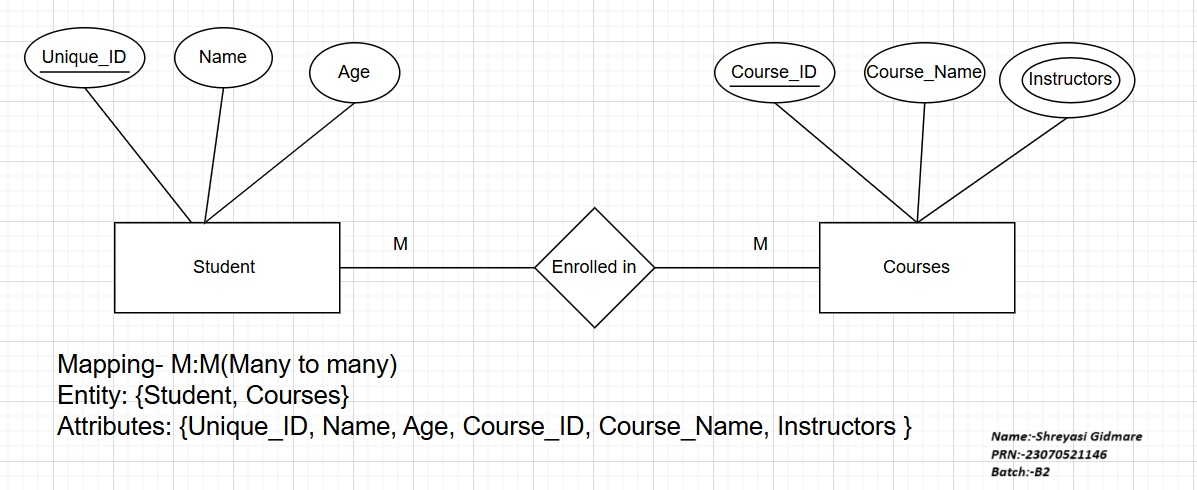 Unique_ID
Name
Age
Course_ID
Course_Name
Instructors
Student
M
Enrolled in
M
Courses
Mapping- M:M(Many to many)
Entity: {Student, Courses}
Attributes: {Unique_ID, Name, Age, Course_ID, Course_Name, Instructors }
Name:-Shreyasi Gidmare
PRN:-23070521146
Batch:-B2